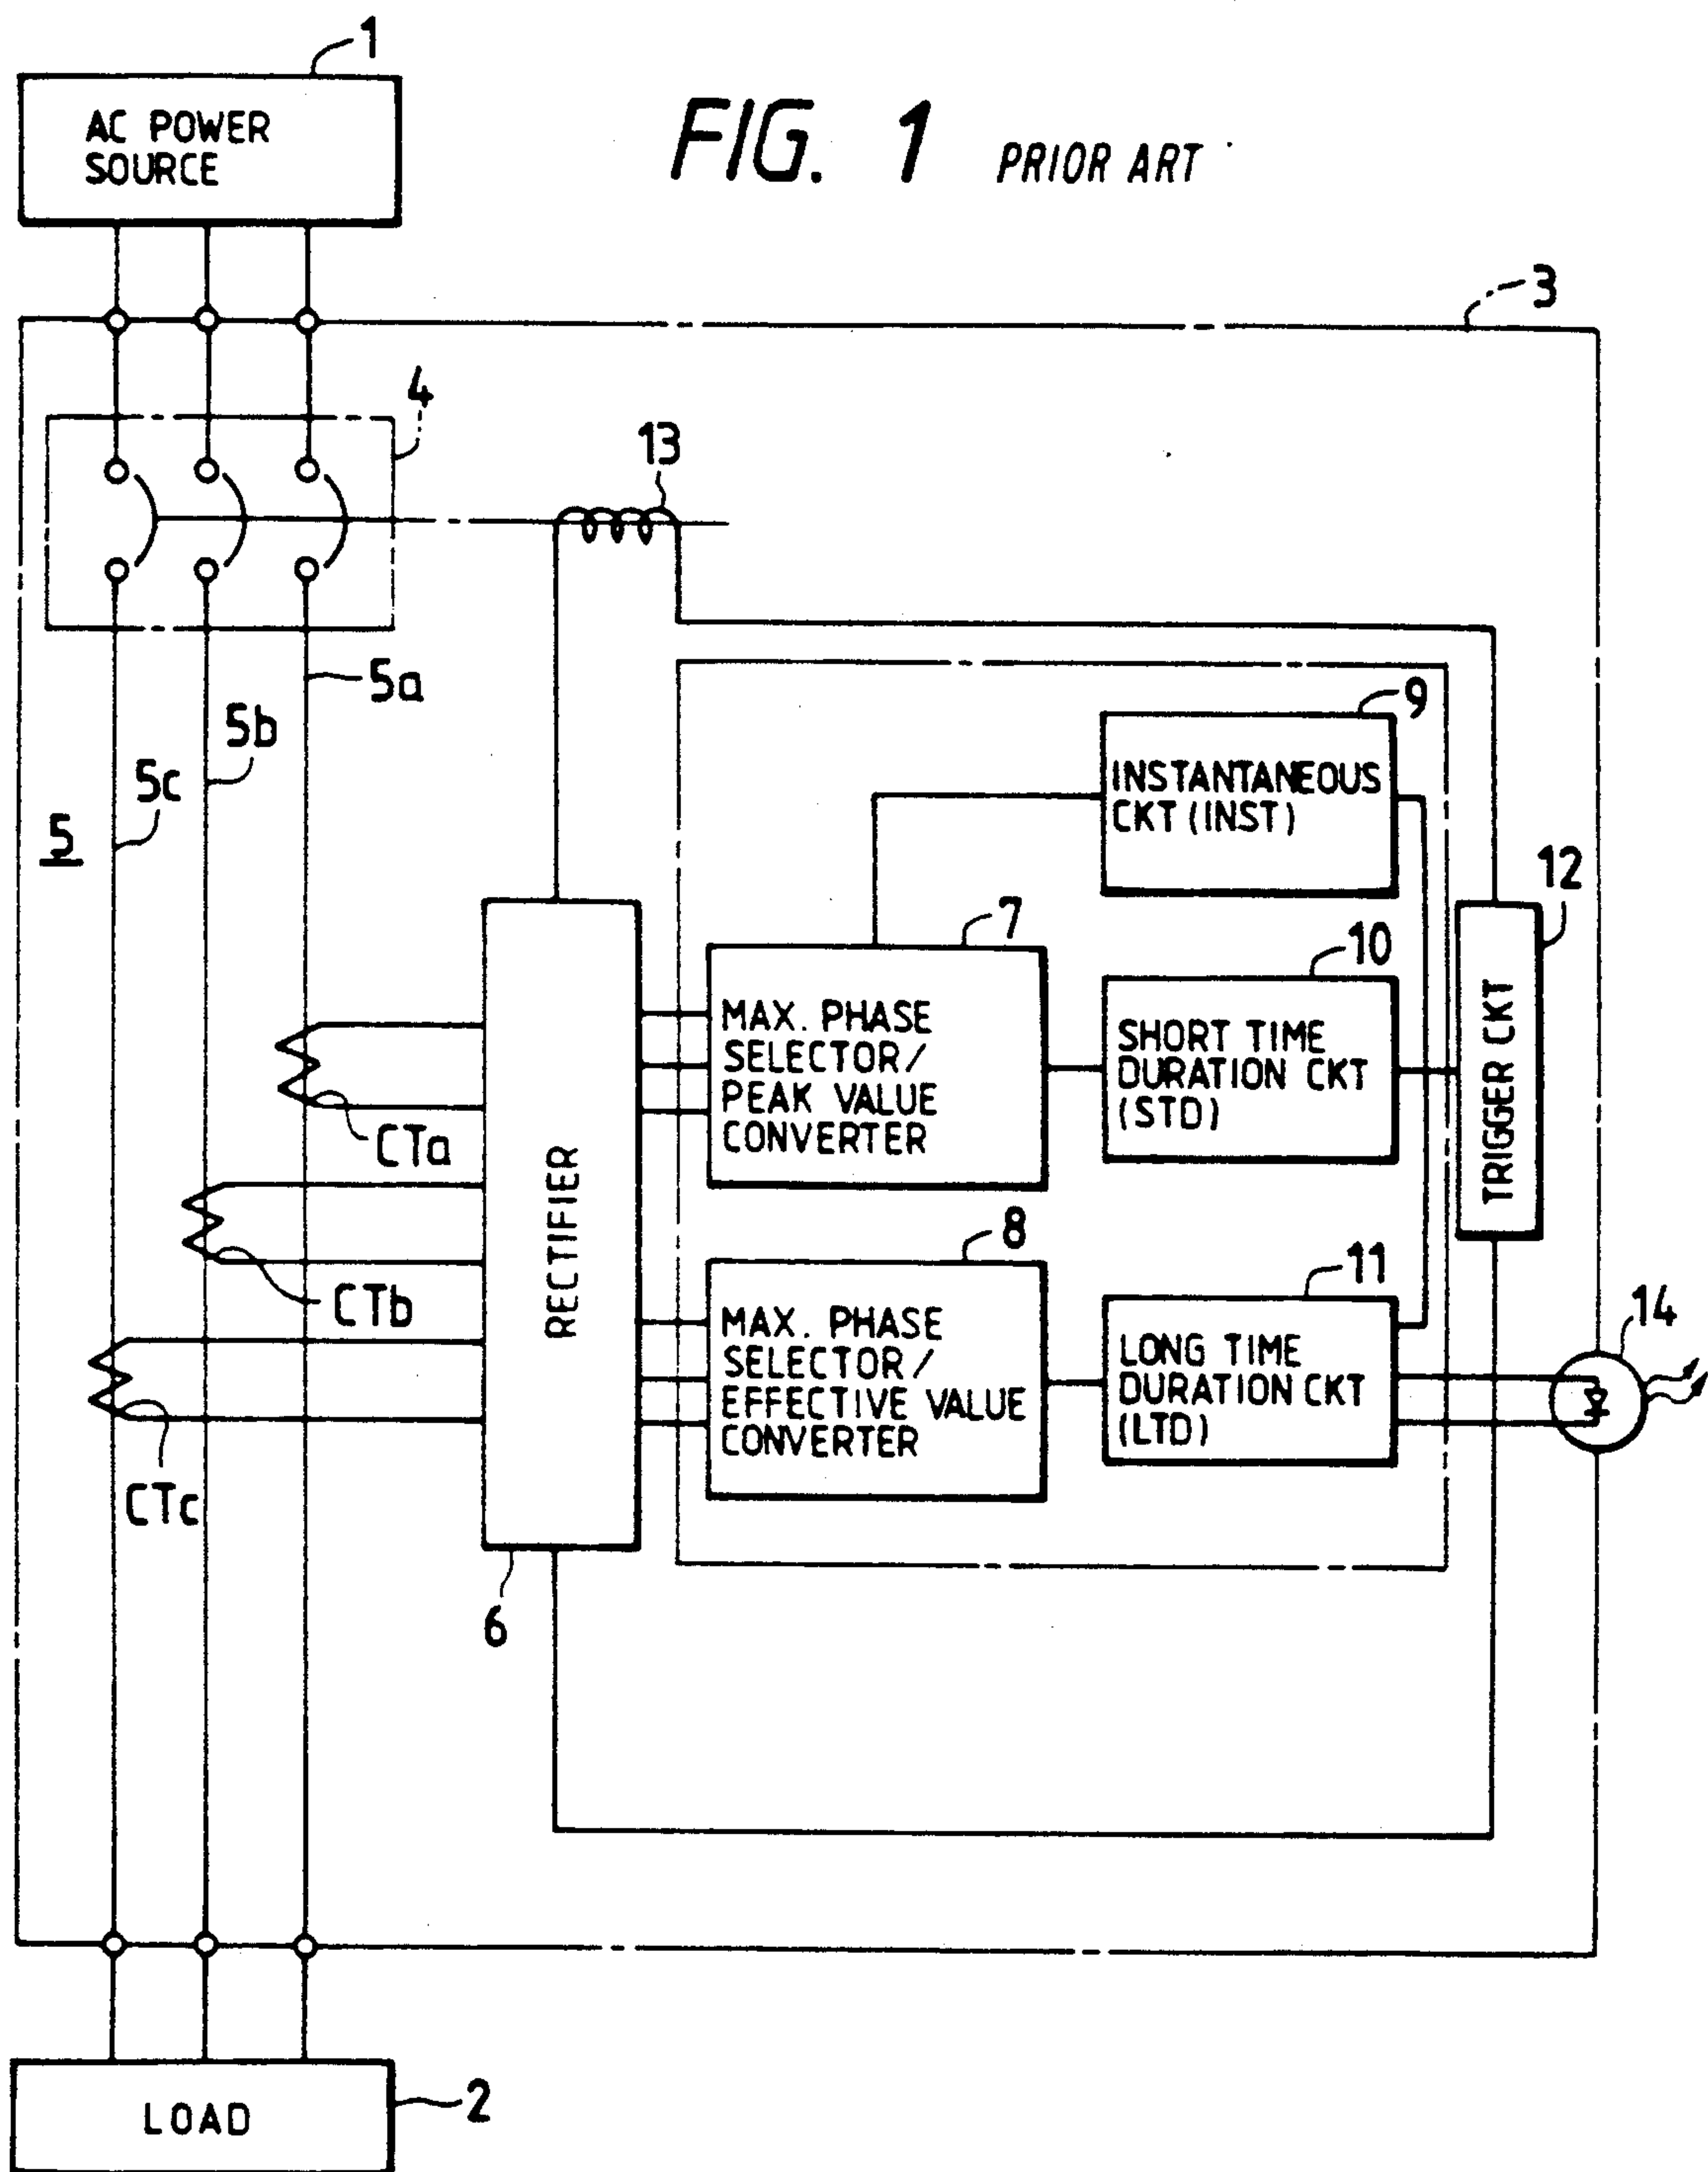 1
AC POWER
SOURCE
FIG. 1 PRIOR ART
3
4
13
5a
5b
5c
5
9
INSTANTANEOUS
CKT (INST)
12
7
10
MAX. PHASE
SELECTOR/
PEAK VALUE
CONVERTER
SHORT TIME
DURATION CKT
(STD)
TRIGGER CKT
CTa
RECTIFIER
8
11
CTb
14
MAX. PHASE
SELECTOR/
EFFECTIVE VALUE
CONVERTER
LONG TIME
DURATION CKT
(LTD)
CTc
6
LOAD
2